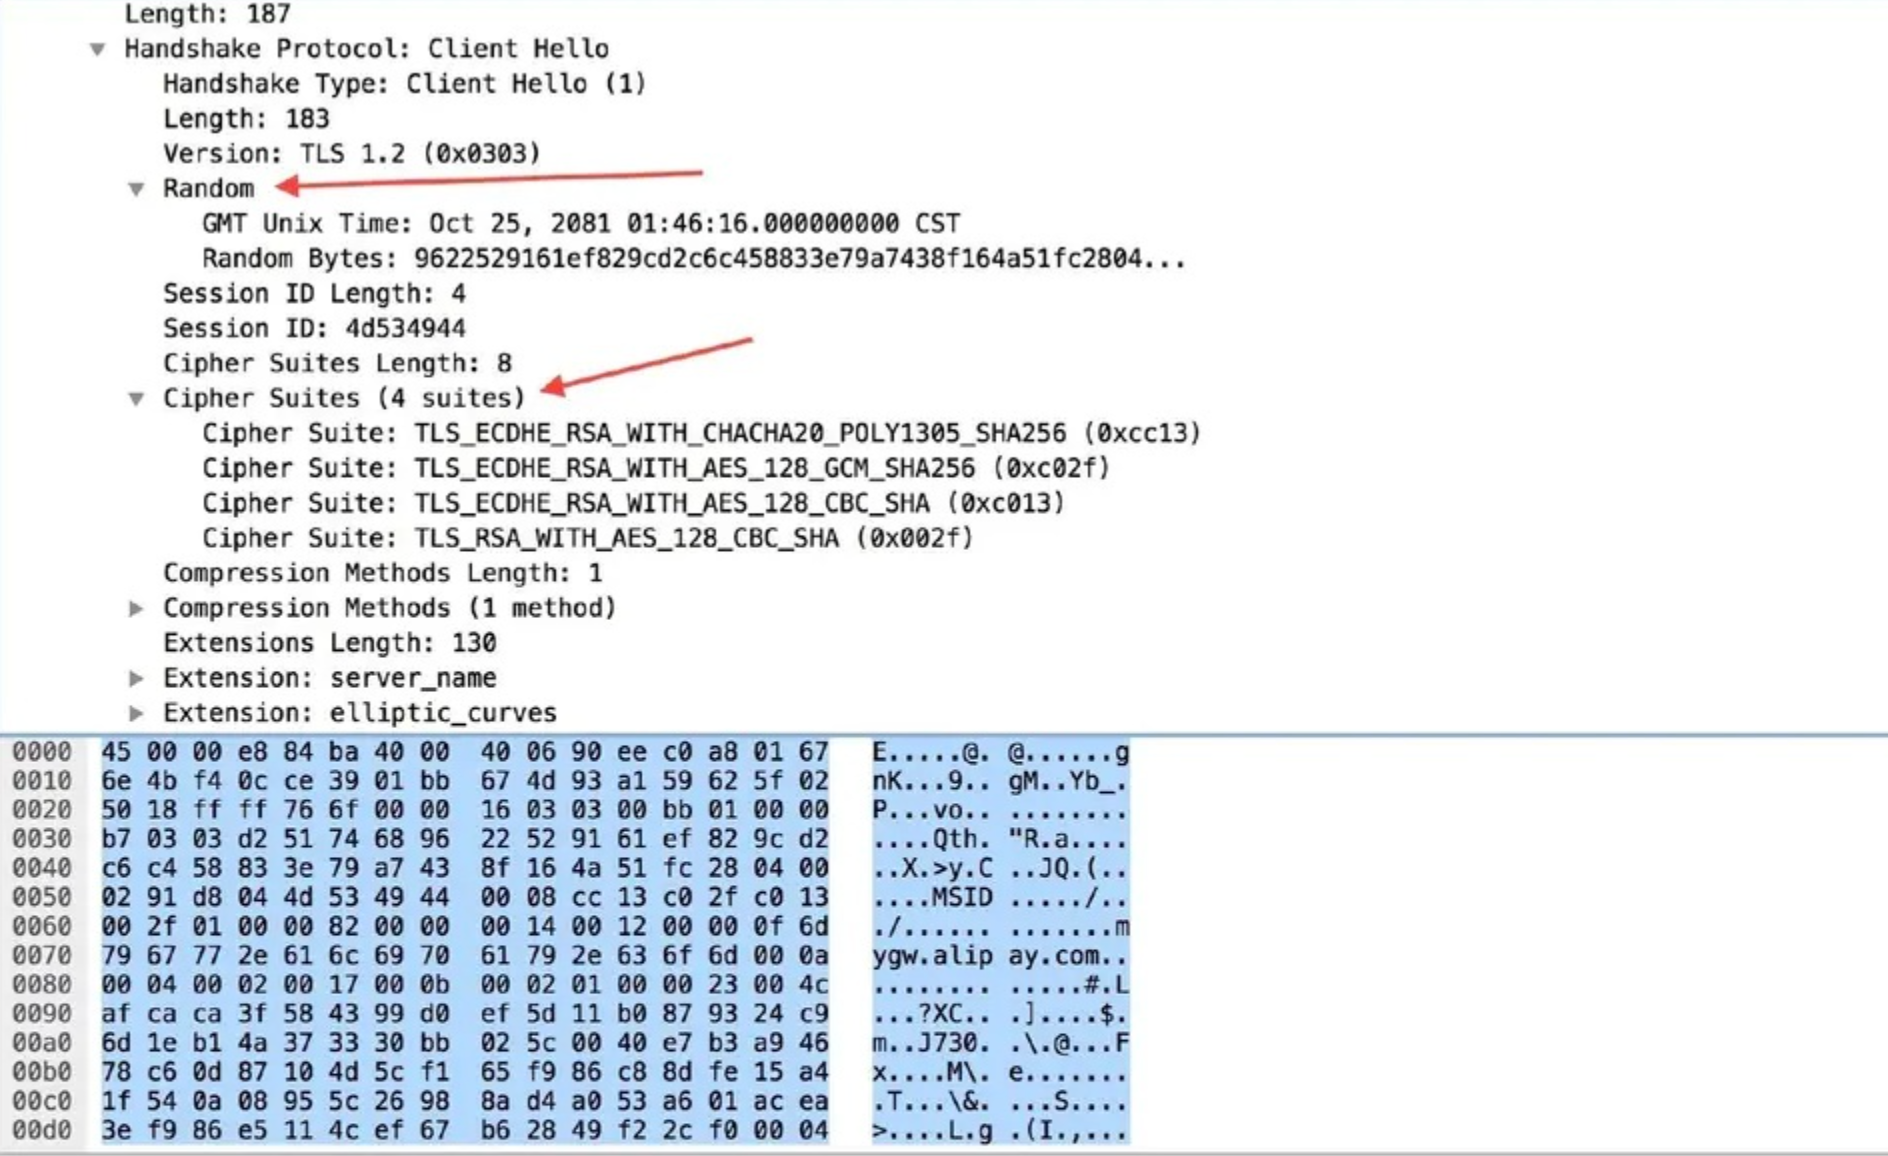 Length: 187
Handshake Protocol: Client Hello
Handshake Type: Client Hello (1)
Length: 183
Version: TLS 1.2 (0x0303)
Random
GMT Unix Time: Oct 25, 2081 01:46:16.000000000 CST
Random Bytes: 9622529161ef829cd2c6c458833e79a7438f164a51fc2804...
Session ID Length: 4
Session ID: 4d534944
Cipher Suites Length: 8
Cipher Suites (4 suites)
Cipher Suite: TLS_ECDHE_RSA_WITH_CHACHA20_POLY1305_SHA256 (0xcc13)
Cipher Suite: TLS_ECDHE_RSA_WITH_AES_128_GCM_SHA256 (0xc02f)
Cipher Suite: TLS_ECDHE_RSA_WITH_AES_128_CBC_SHA (0xc013)
Cipher Suite: TLS_RSA_WITH_AES_128_CBC_SHA (0x002f)
Compression Methods Length: 1
Compression Methods (1 method)
Extensions Length: 130
Extension: server_name
Extension: elliptic_curves
0000 45 00 00 e8 84 ba 40 00 40 06 90 ee c0 a8 01 67 E.....@. @......g
0010 6e 4b f4 0c ce 39 01 bb 67 4d 93 a1 59 62 5f 02 nK...9.. gM..Yb_.
0020 50 18 ff ff 76 6f 00 00 16 03 03 00 bb 01 00 00 P...vo.. ........
0030 b7 03 03 d2 51 74 68 96 22 52 91 61 ef 82 9c d2 ....Qth. "R.a....
0040 c6 c4 58 83 3e 79 a7 43 8f 16 4a 51 fc 28 04 00 ..X.>y.C ..JQ.(..
0050 02 91 d8 04 4d 53 49 44 00 08 cc 13 c0 2f c0 13 ....MSID ...../..
0060 00 2f 01 00 00 82 00 00 00 14 00 12 00 00 0f 6d ./...... .......m
0070 79 67 77 2e 61 6c 69 70 61 79 2e 63 6f 6d 00 0a ygw.alip ay.com..
0080 00 04 00 02 00 17 00 0b 00 02 01 00 00 23 00 4c ........ .....#.L
0090 af ca ca 3f 58 43 99 d0 ef 5d 11 b0 87 93 24 c9 ...?XC.. .]....$.
00a0 6d 1e b1 4a 37 33 30 bb 02 5c 00 40 e7 b3 a9 46 m..J730. .\.@...F
00b0 78 c6 0d 87 10 4d 5c f1 65 f9 86 c8 8d fe 15 a4 x....M\. e.......
00c0 1f 54 0a 08 95 5c 26 98 8a d4 a0 53 a6 01 ac ea .T...\&. ...S....
00d0 3e f9 86 e5 11 4c ef 67 b6 28 49 f2 2c f0 00 04 >....L.g .(I.,...